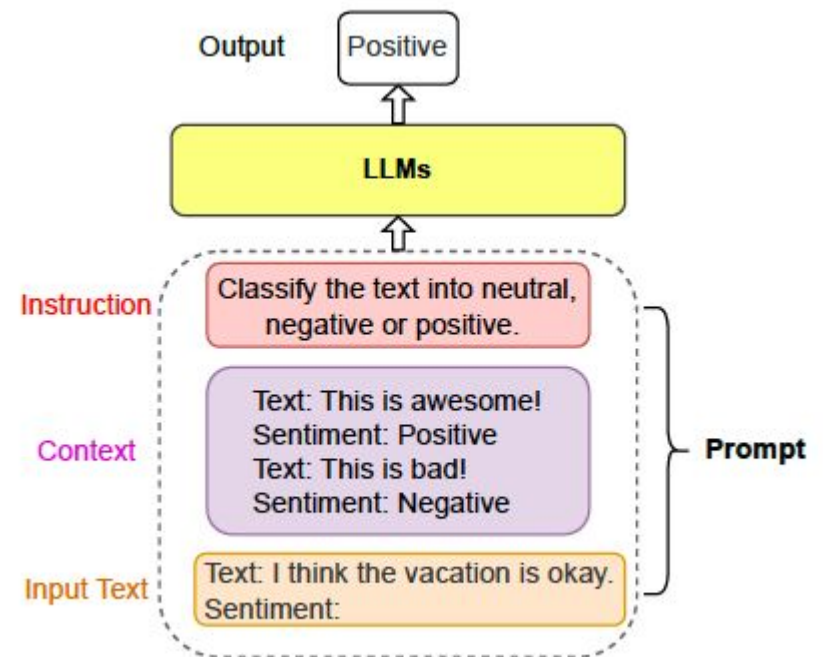 Output
Positive
LLMs
Instruction
Classify the text into neutral,
negative or positive.
Context
Text: This is awesome!
Sentiment: Positive
Text: This is bad!
Sentiment: Negative
Prompt
Input Text
Text: I think the vacation is okay.
Sentiment: